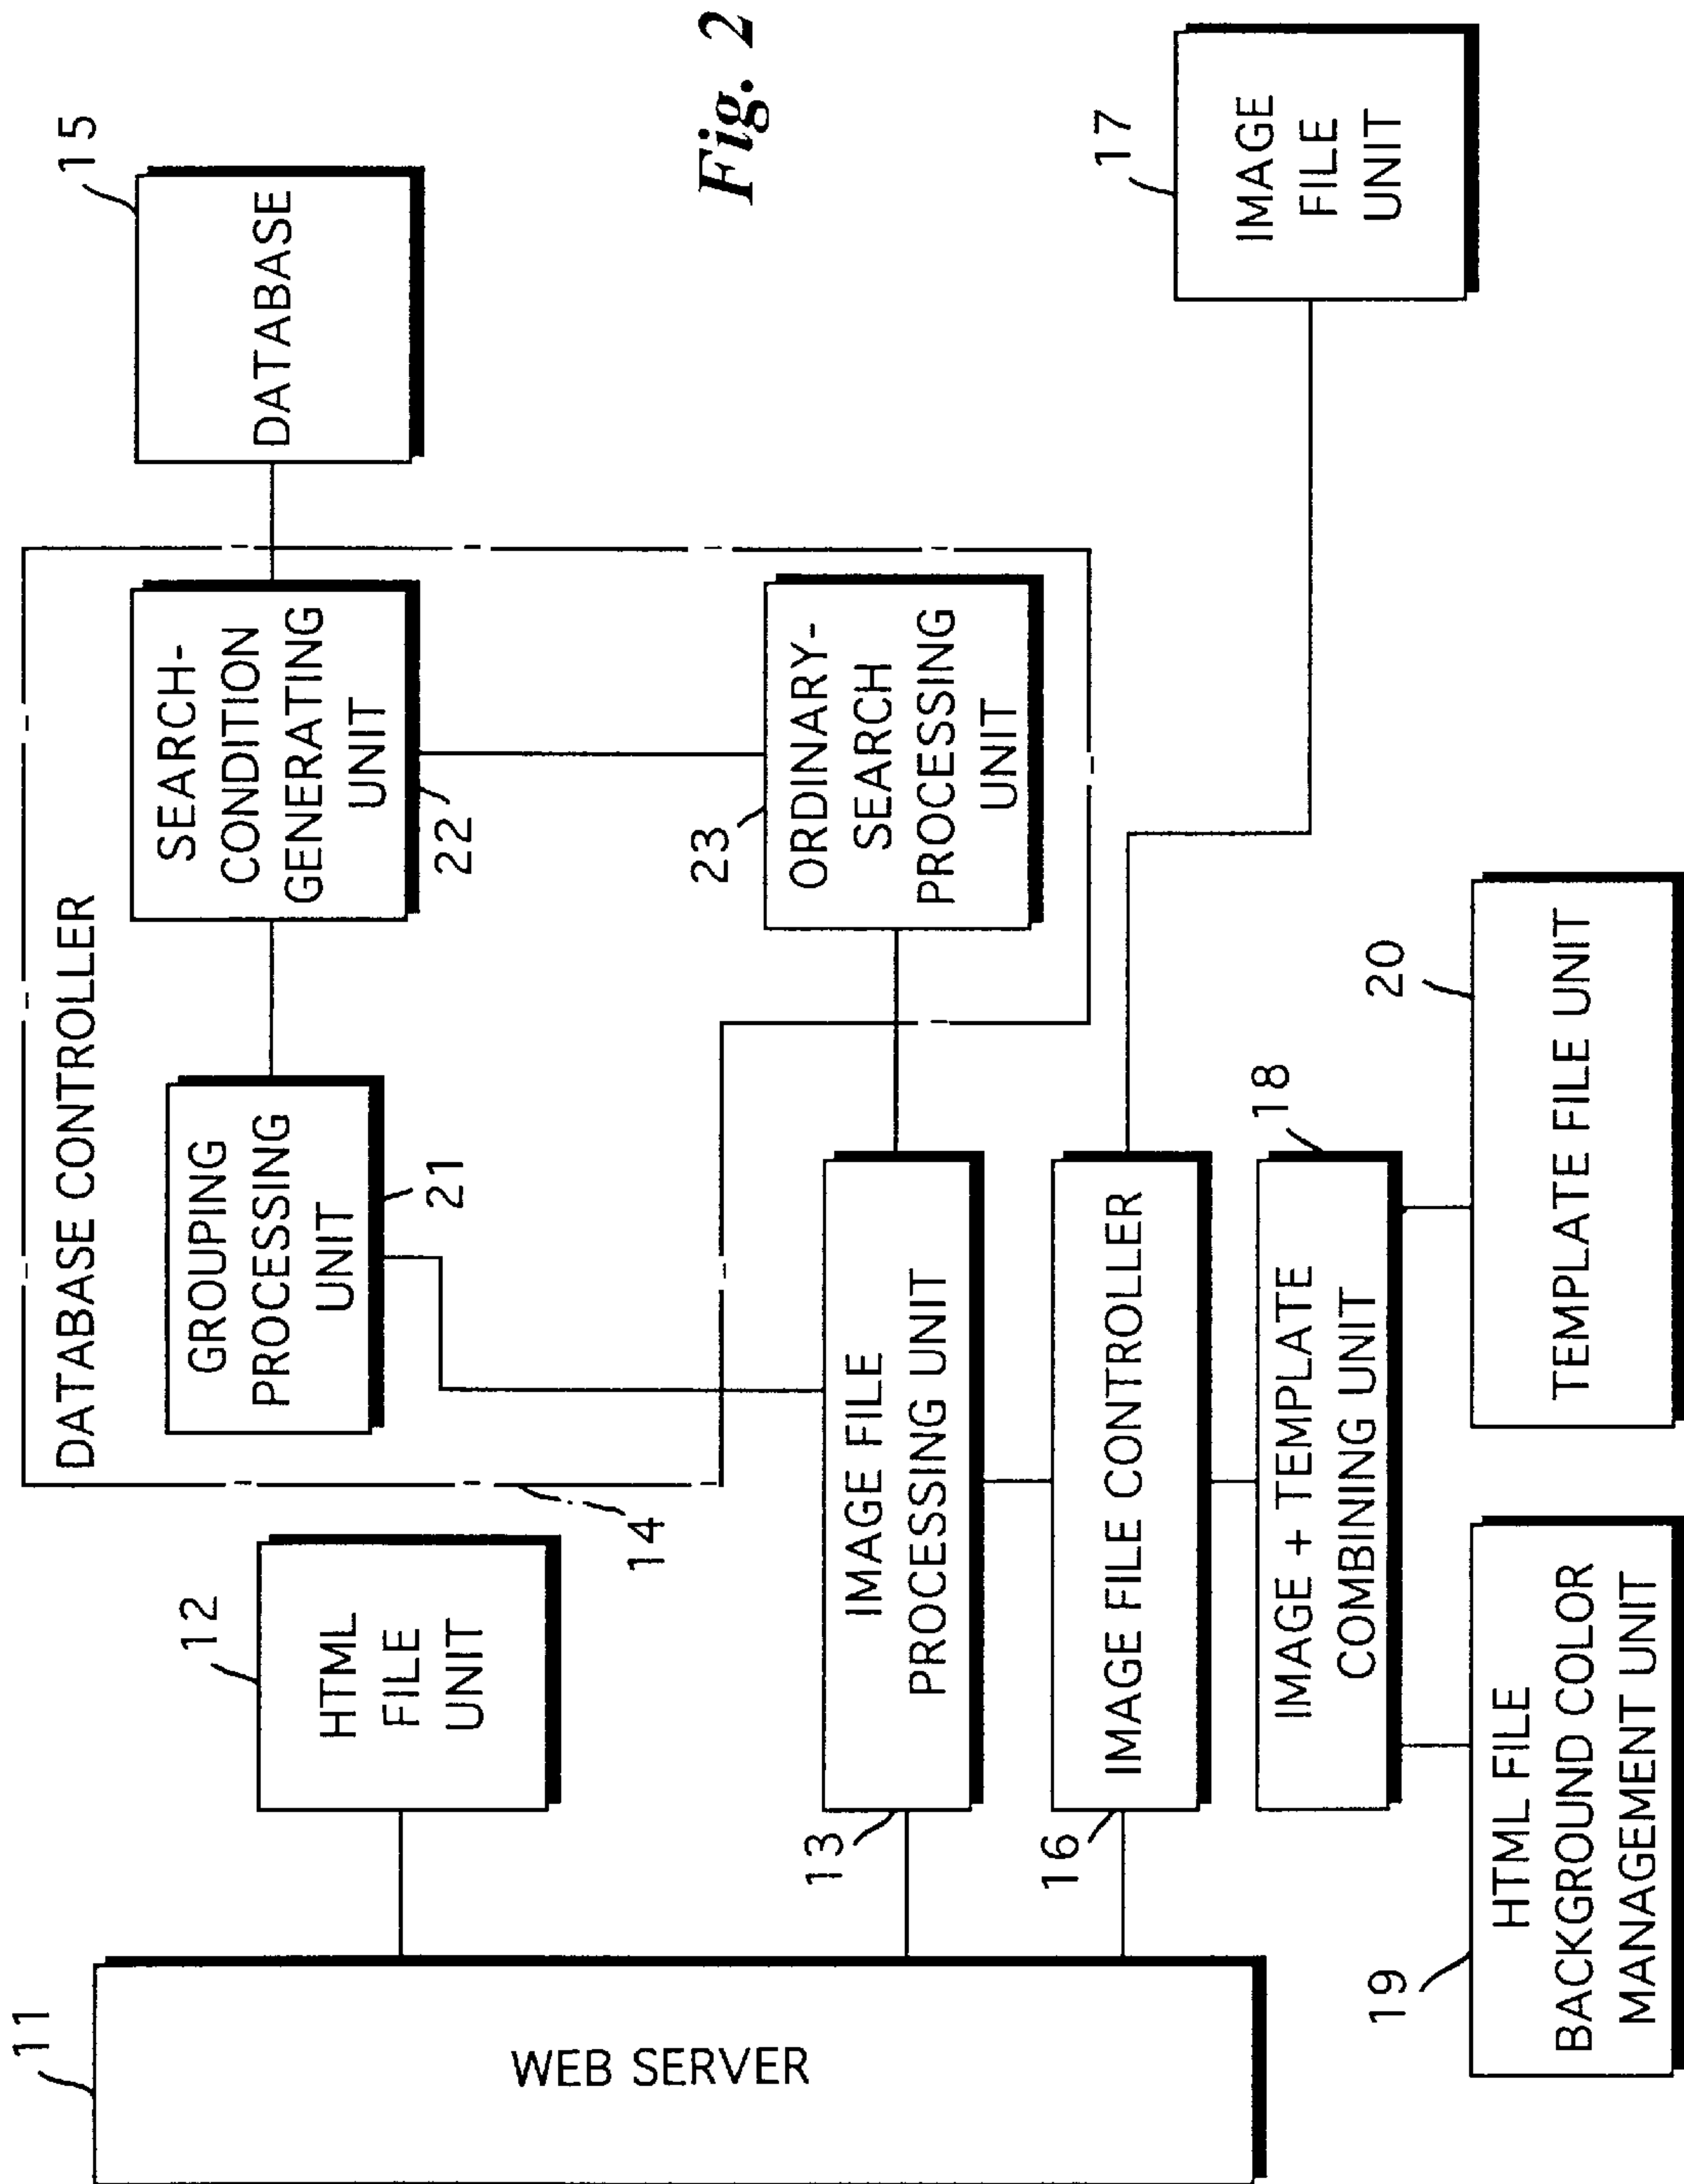 Fig. 2
11
WEB SERVER
12
HTML
FILE
UNIT
DATABASE CONTROLLER
14
GROUPING
PROCESSING
UNIT
21
SEARCH-
CONDITION
GENERATING
UNIT
22
15
DATABASE
23
ORDINARY-
SEARCH
PROCESSING
UNIT
13
IMAGE FILE
PROCESSING UNIT
16
IMAGE FILE CONTROLLER
17
IMAGE
FILE
UNIT
18
IMAGE + TEMPLATE
COMBINING UNIT
19
HTML FILE
BACKGROUND COLOR
MANAGEMENT UNIT
20
TEMPLATE FILE UNIT